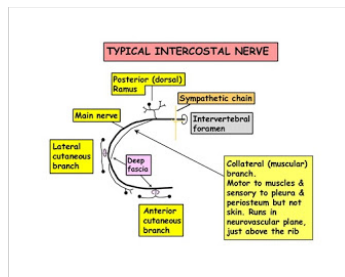 TYPICAL INTERCOSTAL NERVE
Posterior (dorsal)
Ramus
Sympathetic chain
Main nerve
Intervertebral
foramen
Lateral
cutaneous
branch
Deep
fascia
Collateral (muscular)
branch.
Motor to muscles &
sensory to pleura &
periosteum but not
skin. Runs in
neurovascular plane,
just above the rib
Anterior
cutaneous
branch